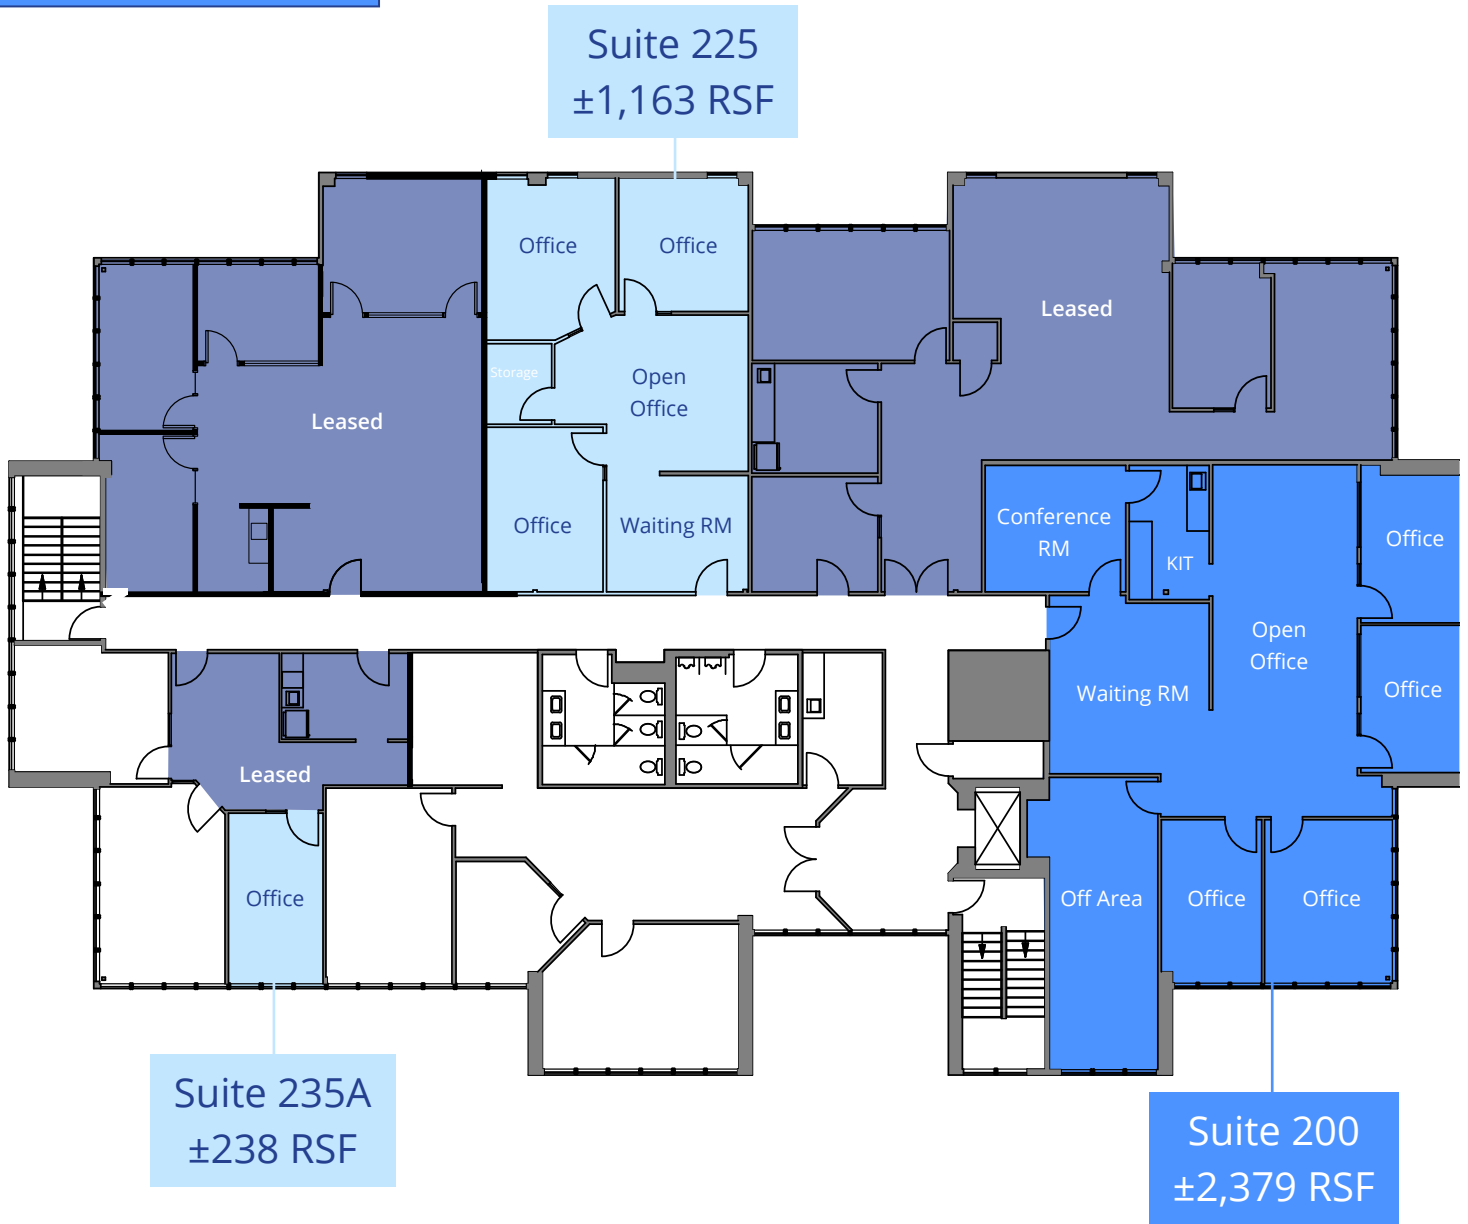 Suite 225
±1,163 RSF
Office
Office
Leased
Storage
Open
Office
Leased
Office
Waiting RM
Conference
RM
KIT
Office
Open
Office
Waiting RM
Office
Leased
Office
Off Area
Office
Office
Suite 235A
±238 RSF
Suite 200
±2,379 RSF